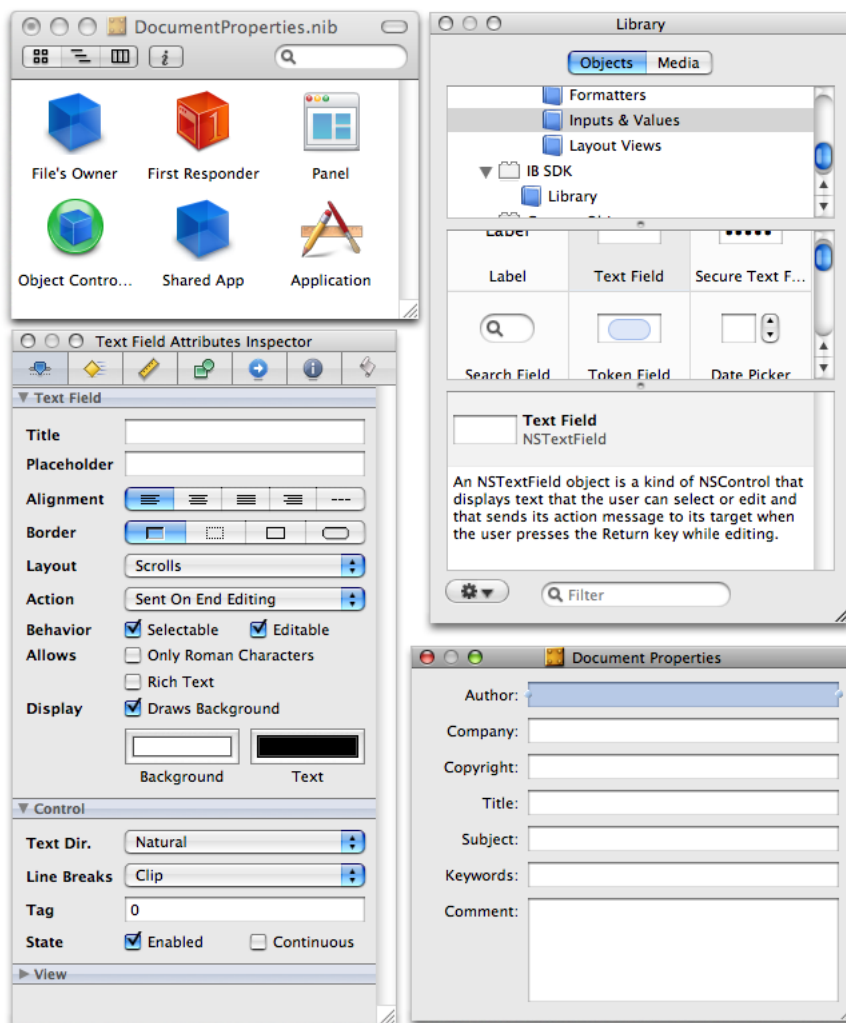 DocumentProperties.nib
File's Owner First Responder Panel
Object Contro... Shared App Application
Library
Objects Media
Formatters
Inputs & Values
Layout Views
IB SDK
Library
Label
Label Text Field Secure Text F...
Search Field Token Field Date Picker
Text Field
NSTextField
An NSTextField object is a kind of NSControl that
displays text that the user can select or edit and
that sends its action message to its target when
the user presses the Return key while editing.
Filter
Text Field Attributes Inspector
Text Field
Title
Placeholder
Alignment
Border
Layout Scrolls
Action Sent On End Editing
Behavior Selectable Editable
Allows Only Roman Characters
Rich Text
Display Draws Background
Background Text
Control
Text Dir. Natural
Line Breaks Clip
Tag 0
State Enabled Continuous
View
Document Properties
Author:
Company:
Copyright:
Title:
Subject:
Keywords:
Comment: